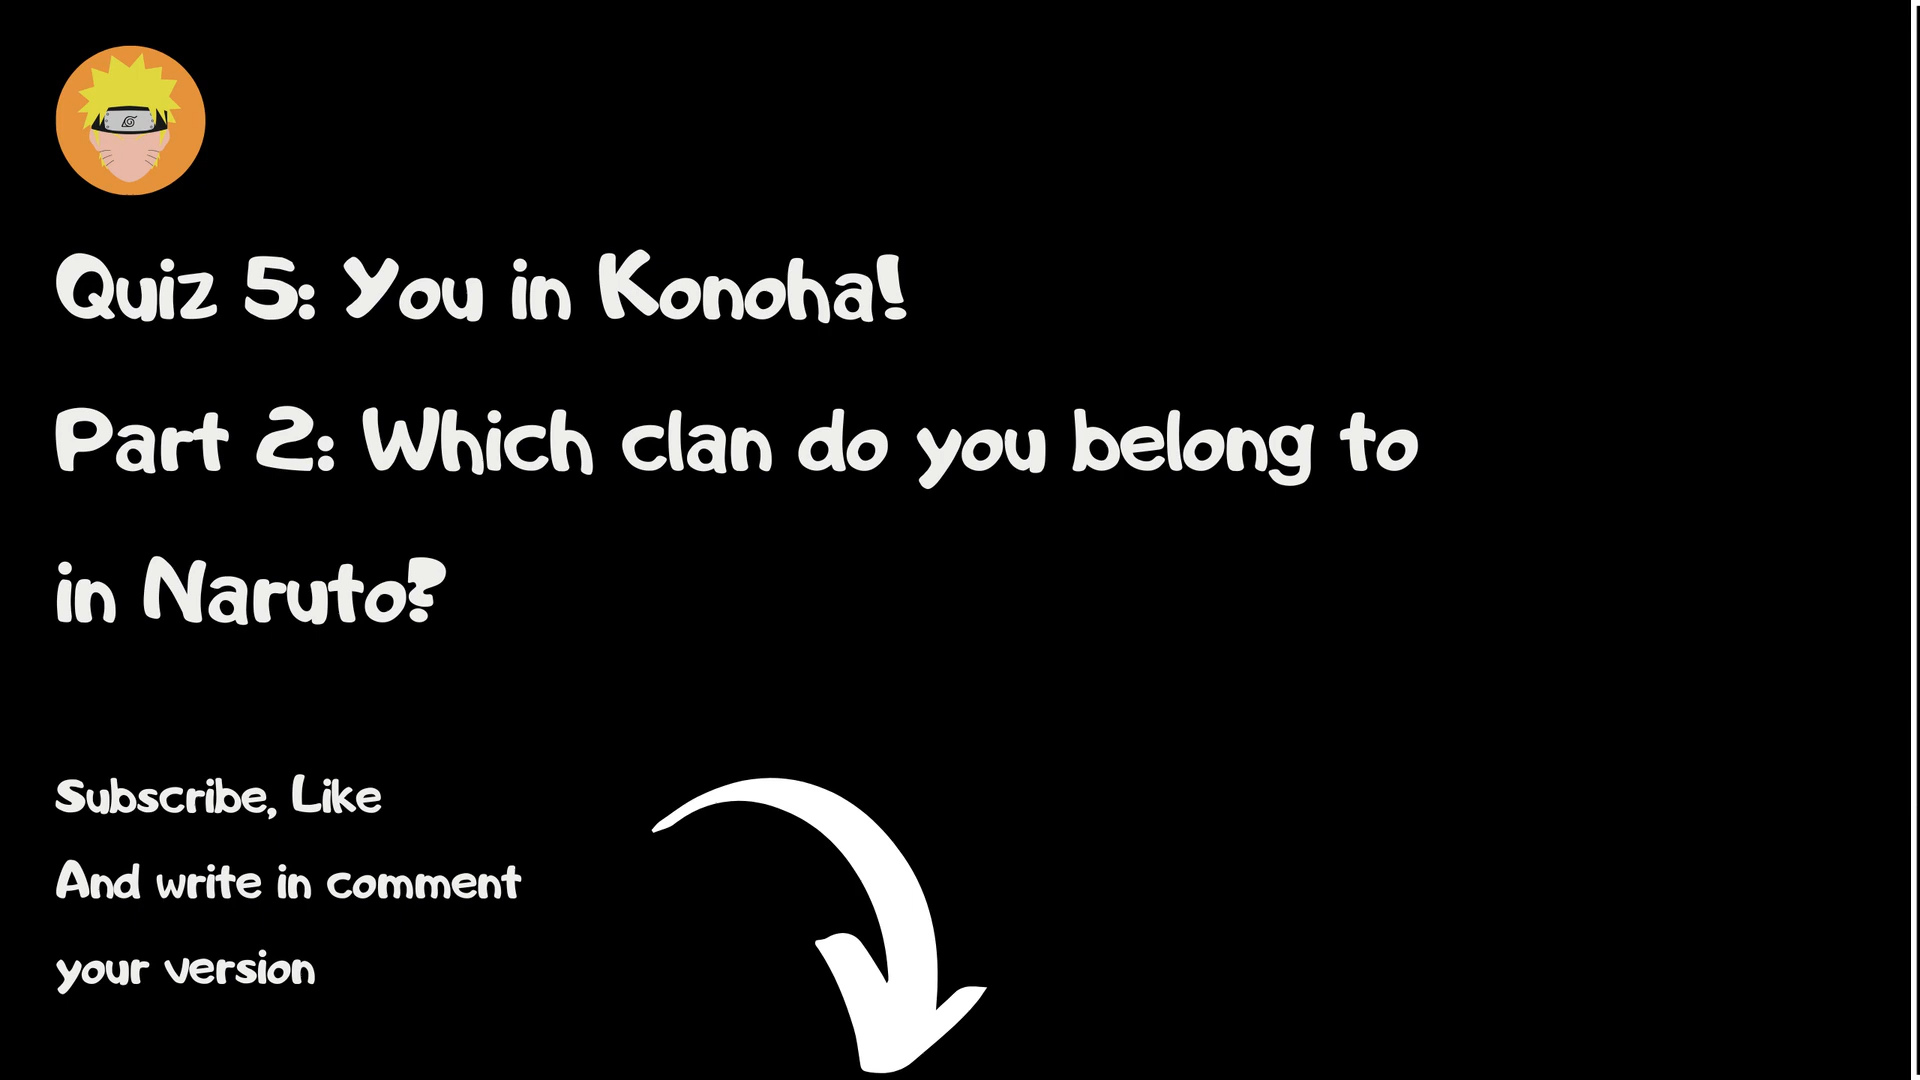 Quiz 5: You in Konoha!
Part 2: Which clan do you belong to
in Naruto?
Subscribe, Like
And write in comment
your version